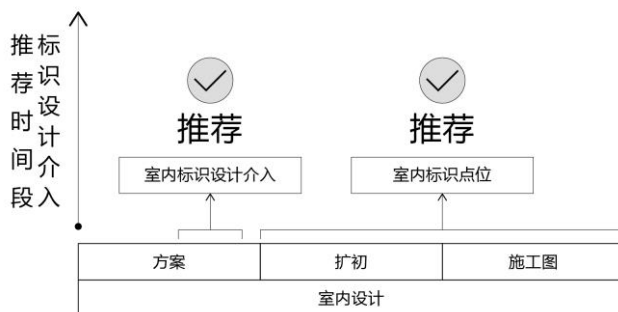 标识设计介入
推荐时间段
推荐
推荐
室内标识设计介入
室内标识点位
方案
扩初
施工图
室内设计